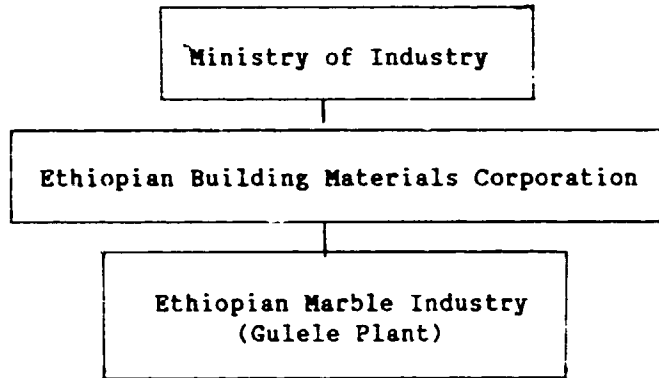 Ministry of Industry
Ethiopian Building Materials Corporation
Ethiopian Marble Industry
(Gulele Plant)